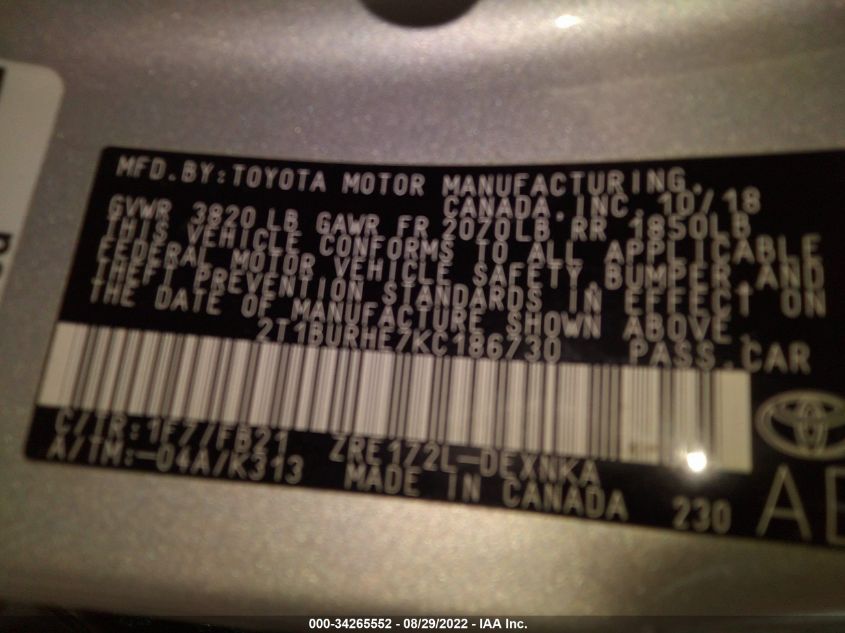 MFD.BY:TOYOTA MOTOR MANUFACTURING,
CANADA.INC. 10/18
GVWR 3820 LB GAWR FR 2020LB RR 1850LB
THIS VEHICLE CONFORMS TO ALL APPLICABLE
FEDERAL MOTOR VEHICLE SAFETY,BUMPER AND
THEFT PREVENTION STANDARDS IN EFFECT ON
THE DATE OF MANUFACTURE SHOWN ABOVE.
2T1BURHE7KC186730 PASS.CAR
C/TR:1F7/FB21 ZRE172L-DEXNKA
A/TM:-04A/K313 MADE IN CANADA 230
000-34265552 - 08/29/2022 - IAA Inc.